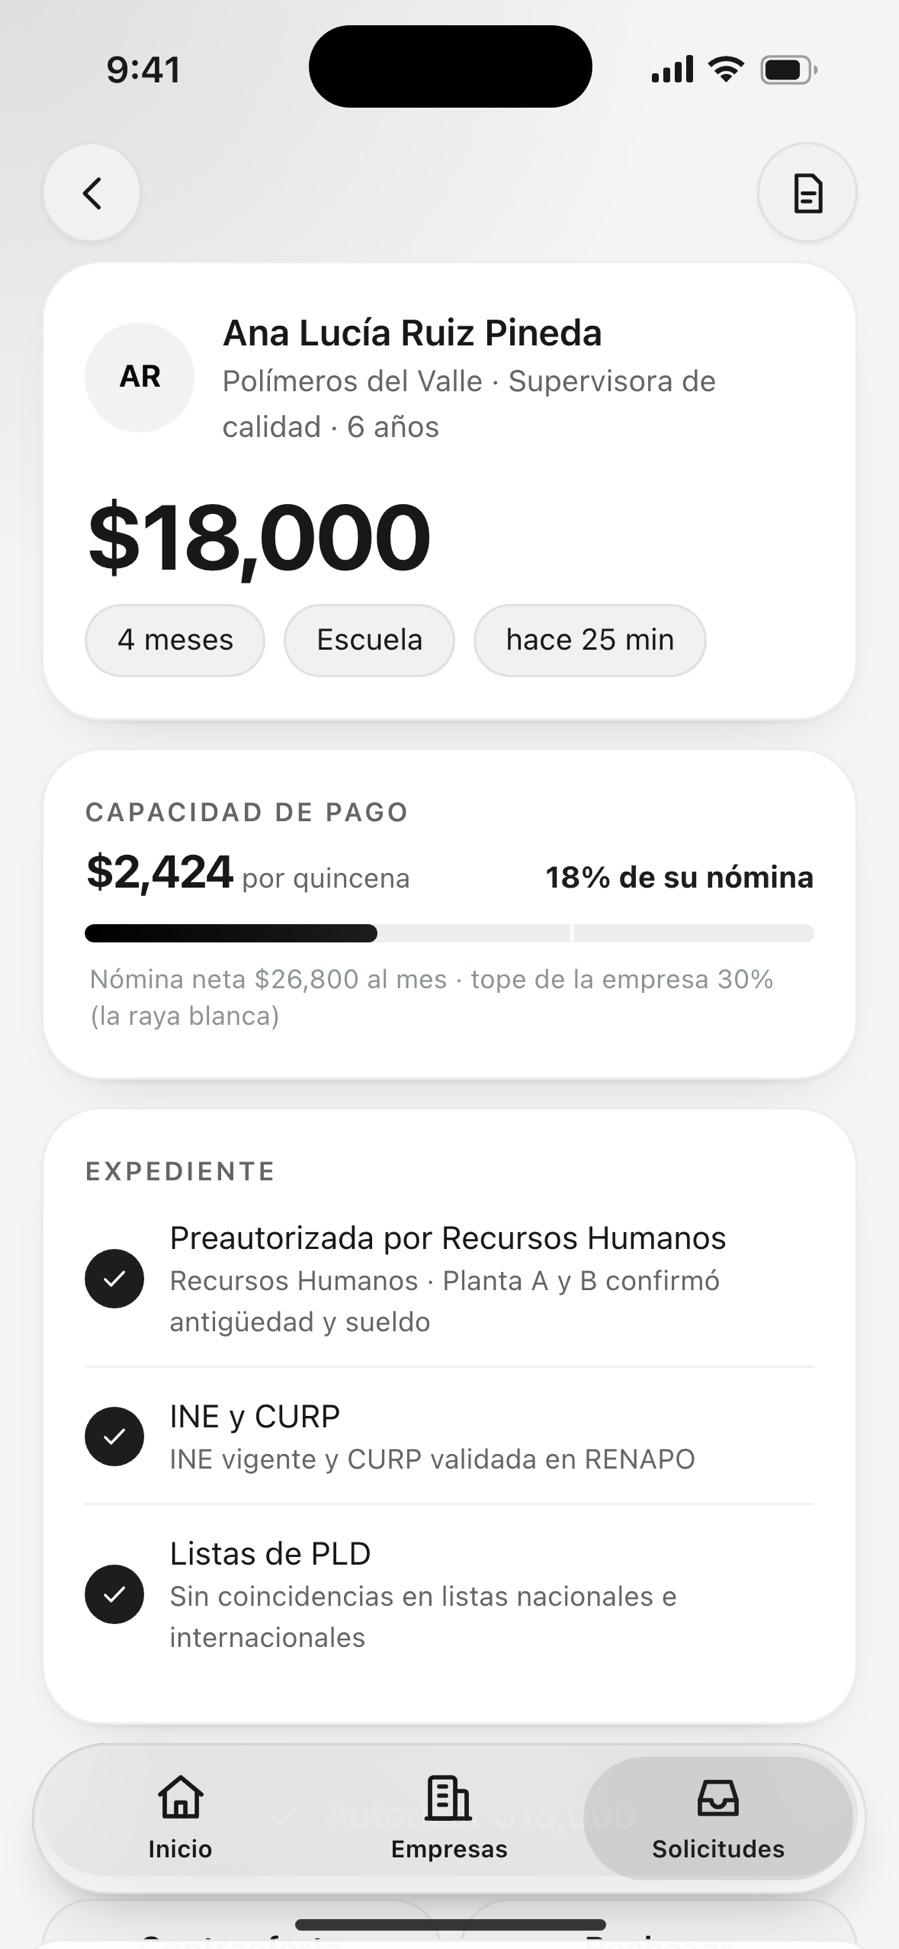 9:41
Ana Lucía Ruiz Pineda
AR
Polímeros del Valle · Supervisora de
calidad · 6 años
$18,000
4 meses
Escuela
hace 25 min
CAPACIDAD DE PAGO
$2,424 por quincena
18% de su nómina
Nómina neta $26,800 al mes · tope de la empresa 30%
(la raya blanca)
EXPEDIENTE
Preautorizada por Recursos Humanos
Recursos Humanos · Planta A y B confirmó
antigüedad y sueldo
INE y CURP
INE vigente y CURP validada en RENAPO
Listas de PLD
Sin coincidencias en listas nacionales e
internacionales
Autorizar $18,000
Inicio
Empresas
Solicitudes